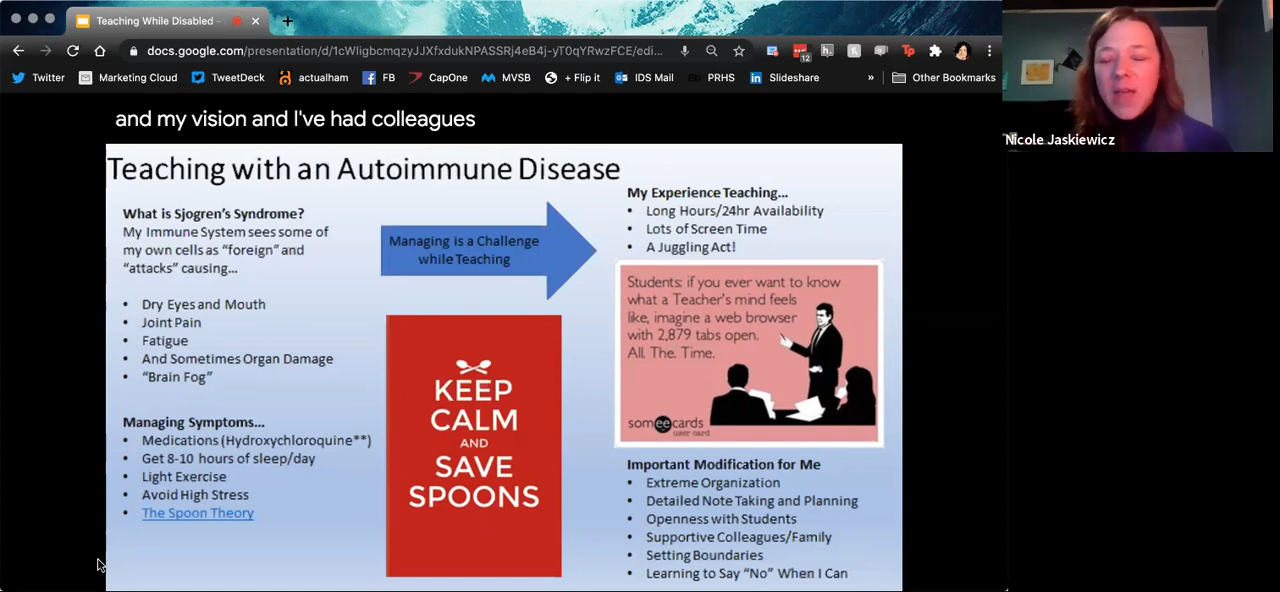 Teaching While Disabled -
docs.google.com/presentation/d/1cWligbcmqzyJJXfxdukNPASSRj4eB4j-yT0qYRwzFCE/edi...
12
h.
Tp
Twitter
Marketing Cloud
TweetDeck
actualham
FB
CapOne
MVSB
+ Flip it
IDS Mail
Bb PRHS
Slideshare
»
Other Bookmarks
and my vision and I've had colleagues
Nicole Jaskiewicz
Teaching with an Autoimmune Disease
What is Sjogren's Syndrome?
My Immune System sees some of
my own cells as "foreign" and
"attacks" causing...
• Dry Eyes and Mouth
• Joint Pain
• Fatigue
• And Sometimes Organ Damage
• "Brain Fog"
Managing Symptoms...
• Medications (Hydroxychloroquine**)
• Get 8-10 hours of sleep/day
• Light Exercise
• Avoid High Stress
• The Spoon Theory
Managing is a Challenge
while Teaching
KEEP
CALM
AND
SAVE
SPOONS
My Experience Teaching...
• Long Hours/24hr Availability
• Lots of Screen Time
• A Juggling Act!
Students: if you ever want to know
what a Teacher's mind feels
like, imagine a web browser
with 2,879 tabs open.
All. The. Time.
someecards
user card
Important Modification for Me
• Extreme Organization
• Detailed Note Taking and Planning
• Openness with Students
• Supportive Colleagues/Family
• Setting Boundaries
• Learning to Say "No" When I Can